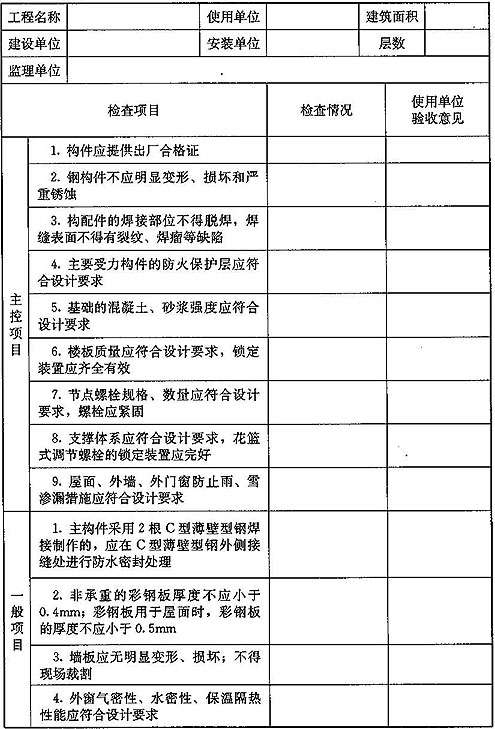 工程名称 使用单位 建筑面积
建设单位 安装单位 层数
监理单位
检查项目 检查情况 使用单位
验收意见
主控项目
1. 构件应提供出厂合格证
2. 钢构件不应明显变形、损坏和严
重锈蚀
3. 构配件的焊接部位不得脱焊，焊
缝表面不得有裂纹、焊瘤等缺陷
4. 主要受力构件的防火保护层应符
合设计要求
5. 基础的混凝土、砂浆强度应符合
设计要求
6. 楼板质量应符合设计要求，锁定
装置应齐全有效
7. 节点螺栓规格、数量应符合设计
要求，螺栓应紧固
8. 支撑体系应符合设计要求，花篮
式调节螺栓的锁定装置应完好
9. 屋面、外墙、外门窗防止雨、雪
渗漏措施应符合设计要求
一般项目
1. 主构件采用2根C型薄壁型钢焊
接制作的，应在C型薄壁型钢外侧接
缝处进行防水密封处理
2. 非承重的彩钢板厚度不应小于
0.4mm；彩钢板用于屋面时，彩钢板
的厚度不应小于0.5mm
3. 墙板应无明显变形、损坏；不得
现场裁割
4. 外窗气密性、水密性、保温隔热
性能应符合设计要求